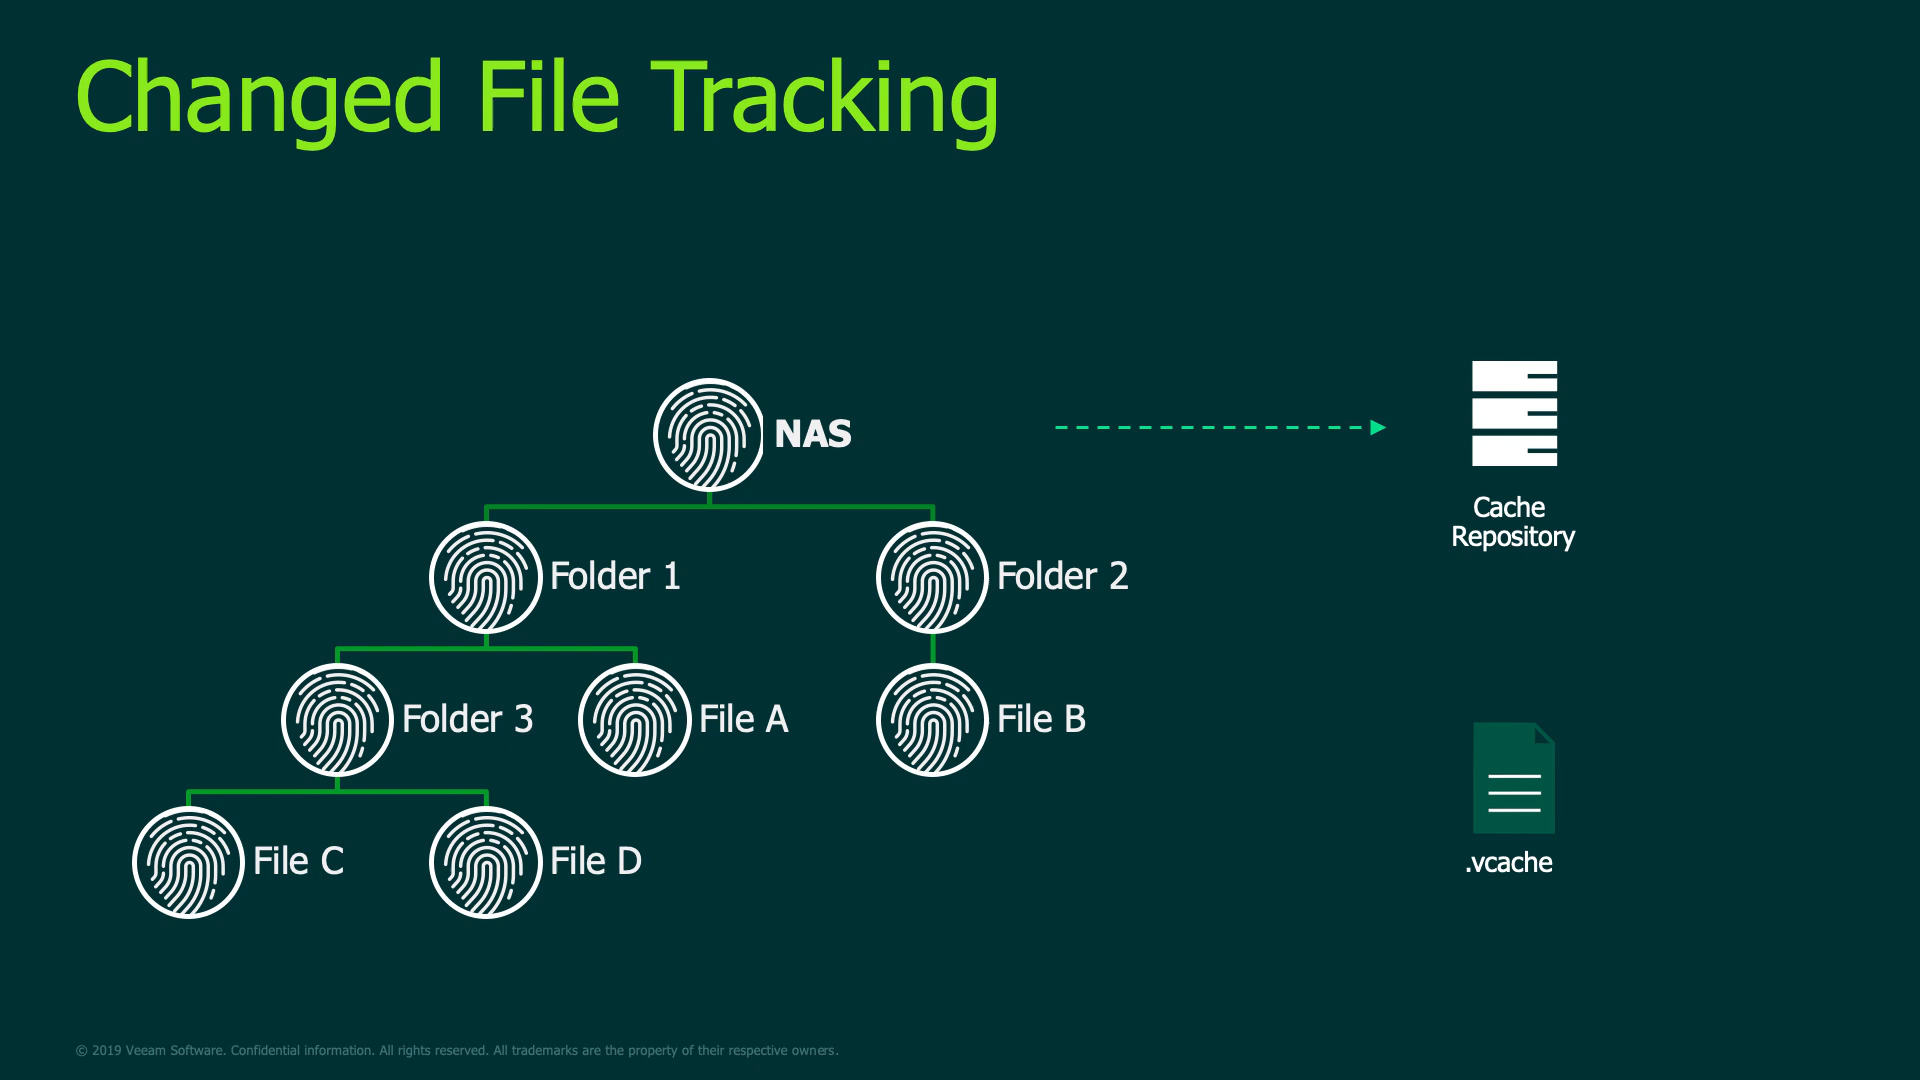 Changed File Tracking
NAS
Cache
Repository
Folder 1
Folder 2
Folder 3
File A
File B
File C
File D
.vcache
© 2019 Veeam Software. Confidential information. All rights reserved. All trademarks are the property of their respective owners.